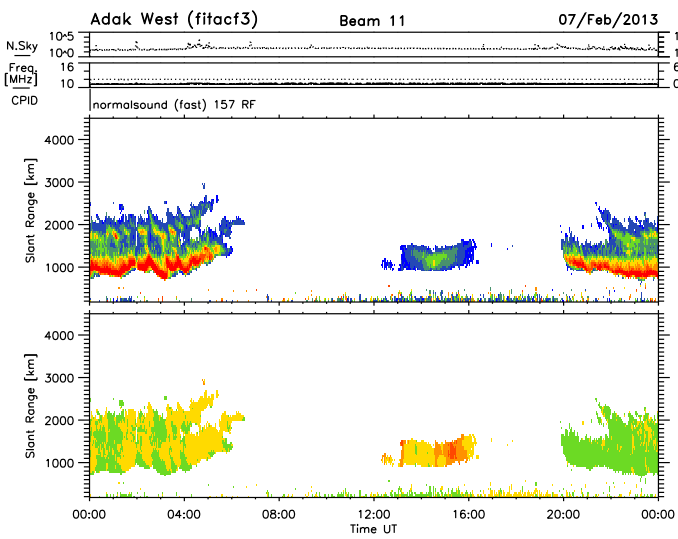 Adak West (fitacf3) Beam 11 07/Feb/2013
N.Sky 10^5 10^0
Freq. [MHz] 16 10
CPID normalsound (fast) 157 RF
Slant Range [km] 4000 3000 2000 1000
Slant Range [km] 4000 3000 2000 1000
00:00 04:00 08:00 12:00 16:00 20:00 00:00
Time UT